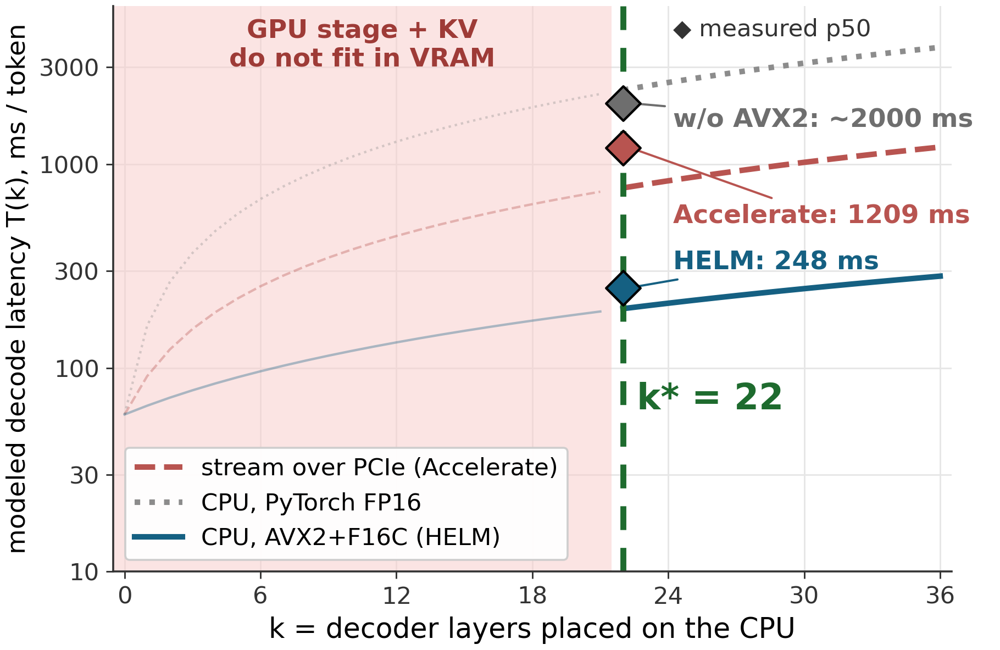 modeled decode latency T(k), ms / token
3000
1000
300
100
30
10
GPU stage + KV
do not fit in VRAM
◆ measured p50
w/o AVX2: ~2000 ms
Accelerate: 1209 ms
HELM: 248 ms
k* = 22
stream over PCIe (Accelerate)
CPU, PyTorch FP16
CPU, AVX2+F16C (HELM)
0 6 12 18 24 30 36
k = decoder layers placed on the CPU